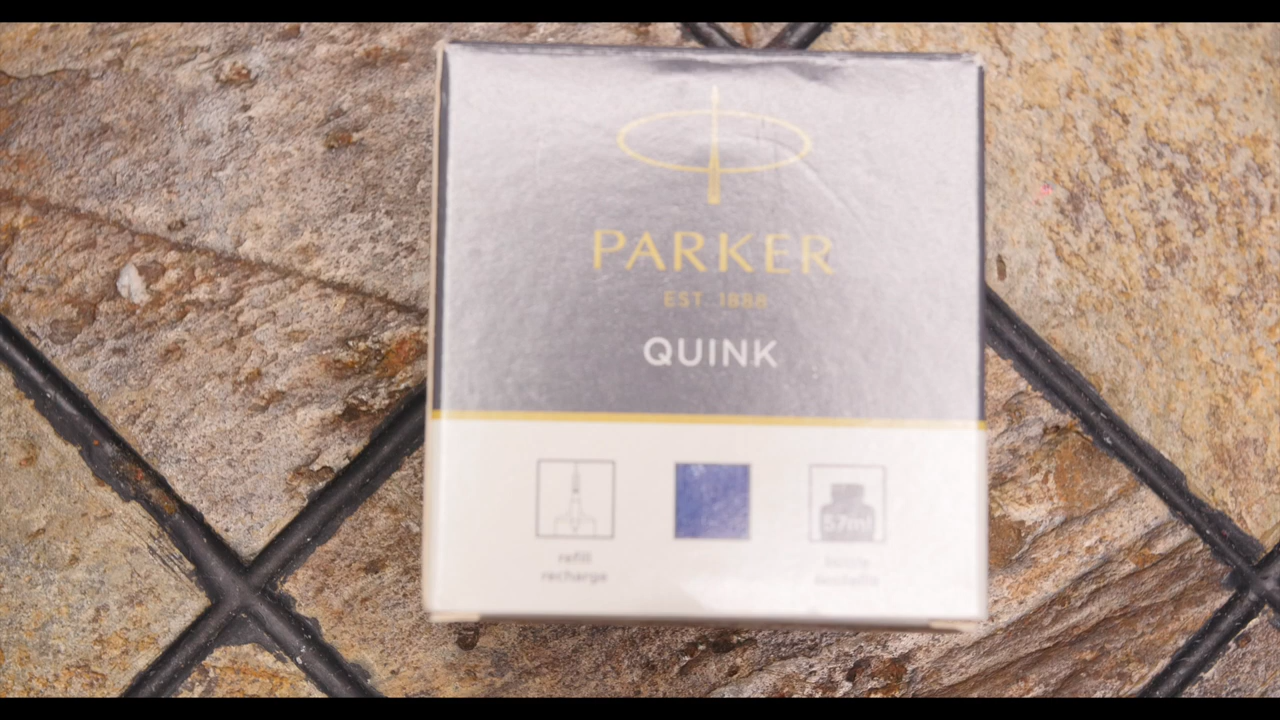 PARKER
EST. 1888
QUINK
57ml
refill
recharge